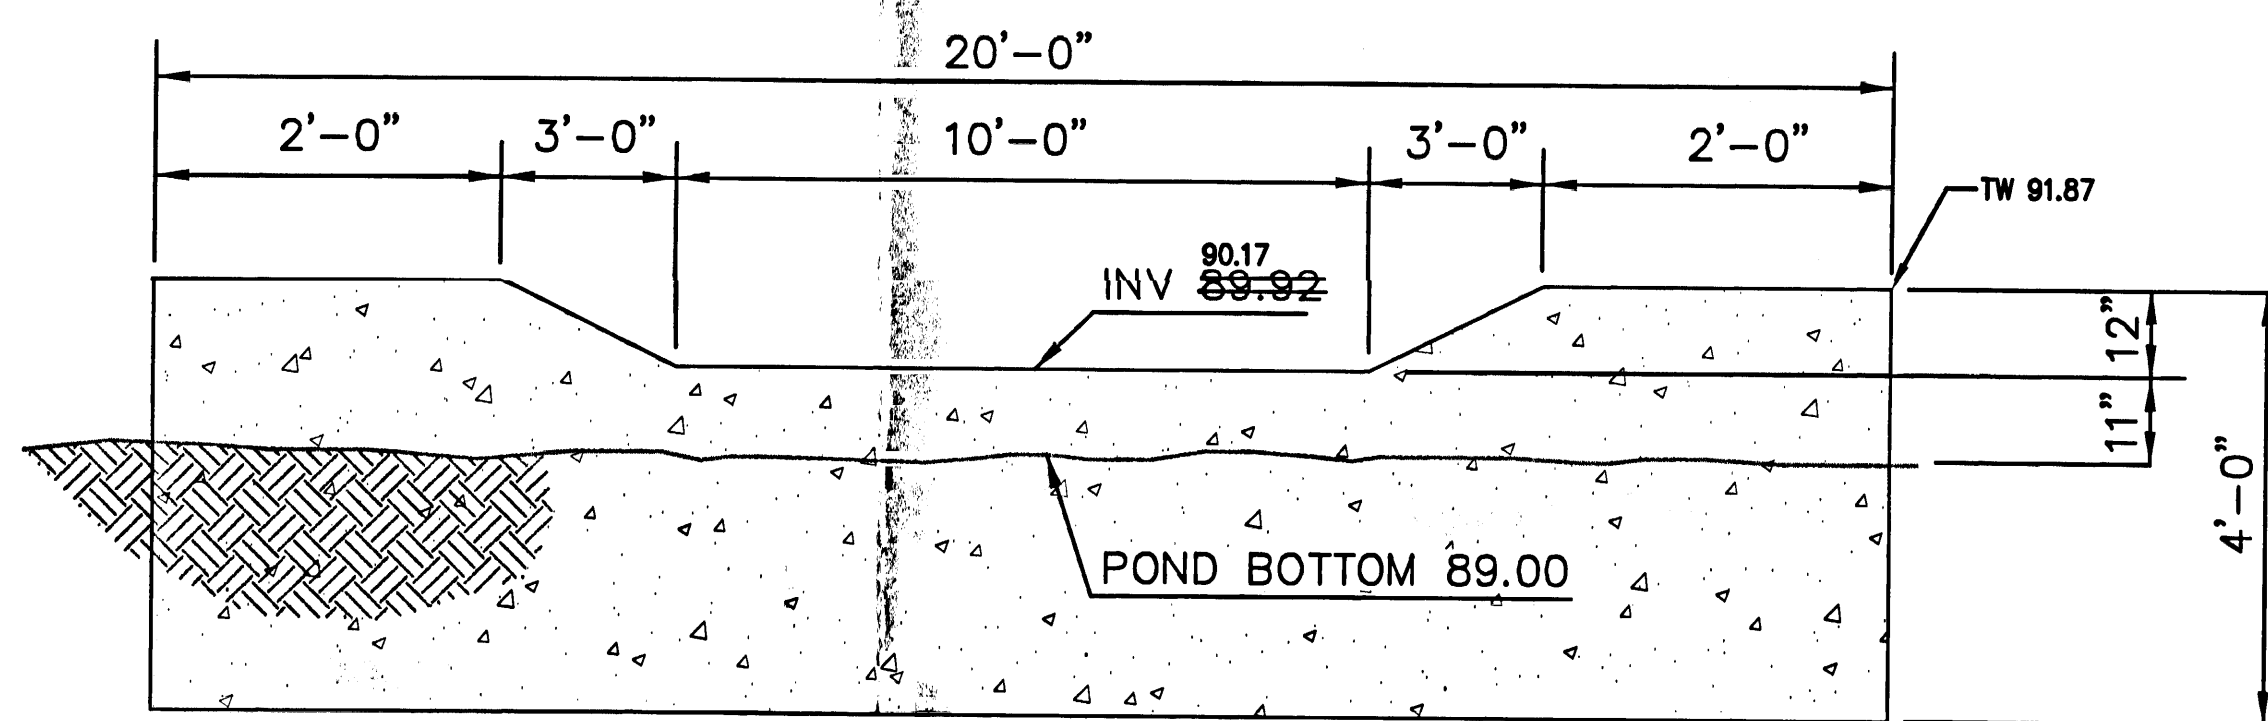 20'-0"
2'-0" 3'-0" 10'-0" 3'-0" 2'-0"
TW 91.87
90.17
INV 89.92
12"
11"
4'-0"
POND BOTTOM 89.00